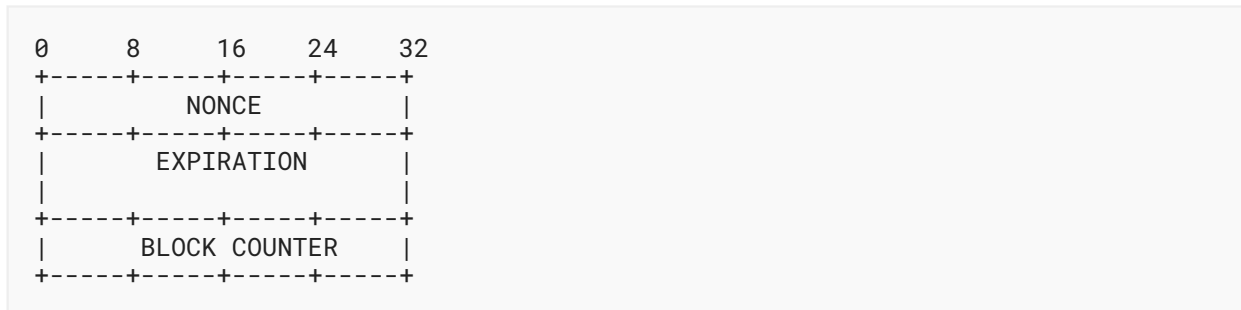 0     8     16    24    32
+-----+-----+-----+-----+
|         NONCE         |
+-----+-----+-----+-----+
|       EXPIRATION      |
|                       |
+-----+-----+-----+-----+
|      BLOCK COUNTER    |
+-----+-----+-----+-----+